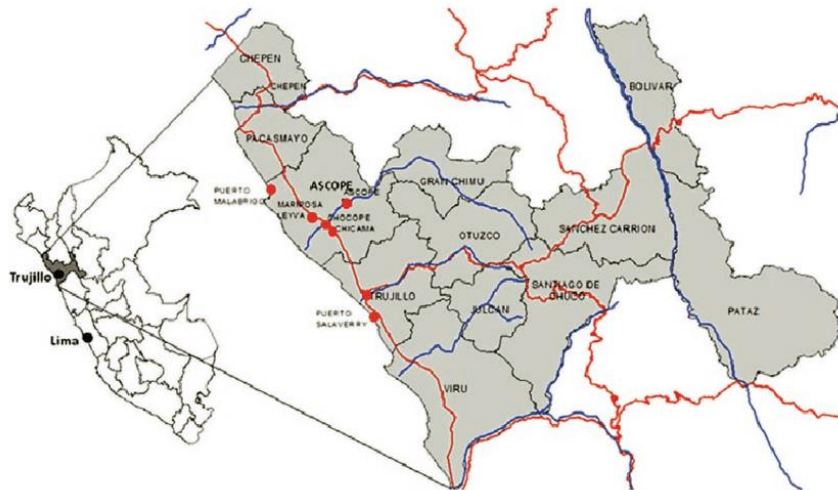 CHEPEN
CHEPEN
BOLIVAR
PACASMAYO
ASCOPE
ASCOPE
GRAN CHIMU
PUERTO
MALABRIGO
MARIPOSA
LEYVA
CHOCOPE
CHICAMA
OTUZCO
SANCHEZ CARRION
Trujillo
TRUJILLO
SANTIAGO DE
CHUCO
PUERTO
SALAVERRY
JULCAN
PATAZ
Lima
VIRU